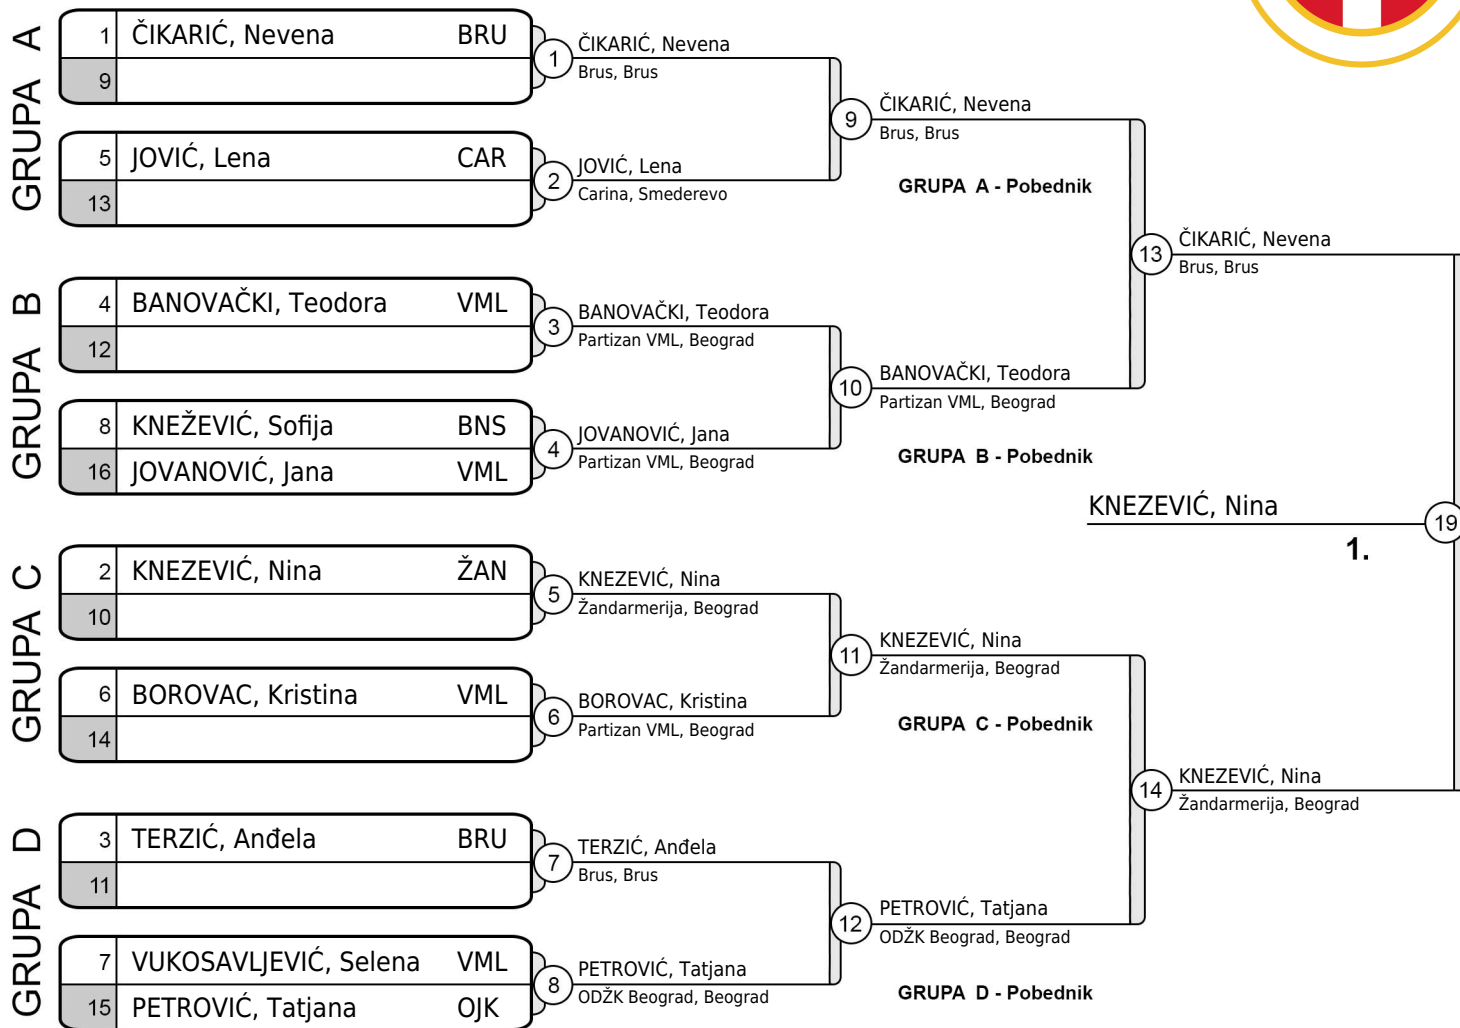 GRUPA A
1 ČIKARIĆ, Nevena BRU
9
5 JOVIĆ, Lena CAR
13
GRUPA B
4 BANOVAČKI, Teodora VML
12
8 KNEŽEVIĆ, Sofija BNS
16 JOVANOVIĆ, Jana VML
GRUPA C
2 KNEZEVIĆ, Nina ŽAN
10
6 BOROVAC, Kristina VML
14
GRUPA D
3 TERZIĆ, Anđela BRU
11
7 VUKOSAVLJEVIĆ, Selena VML
15 PETROVIĆ, Tatjana OJK
1
ČIKARIĆ, Nevena
Brus, Brus
2
JOVIĆ, Lena
Carina, Smederevo
3
BANOVAČKI, Teodora
Partizan VML, Beograd
4
JOVANOVIĆ, Jana
Partizan VML, Beograd
5
KNEZEVIĆ, Nina
Žandarmerija, Beograd
6
BOROVAC, Kristina
Partizan VML, Beograd
7
TERZIĆ, Anđela
Brus, Brus
8
PETROVIĆ, Tatjana
ODŽK Beograd, Beograd
9
ČIKARIĆ, Nevena
Brus, Brus
GRUPA A - Pobednik
10
BANOVAČKI, Teodora
Partizan VML, Beograd
GRUPA B - Pobednik
11
KNEZEVIĆ, Nina
Žandarmerija, Beograd
GRUPA C - Pobednik
12
PETROVIĆ, Tatjana
ODŽK Beograd, Beograd
GRUPA D - Pobednik
13
ČIKARIĆ, Nevena
Brus, Brus
14
KNEZEVIĆ, Nina
Žandarmerija, Beograd
KNEZEVIĆ, Nina
19
1.